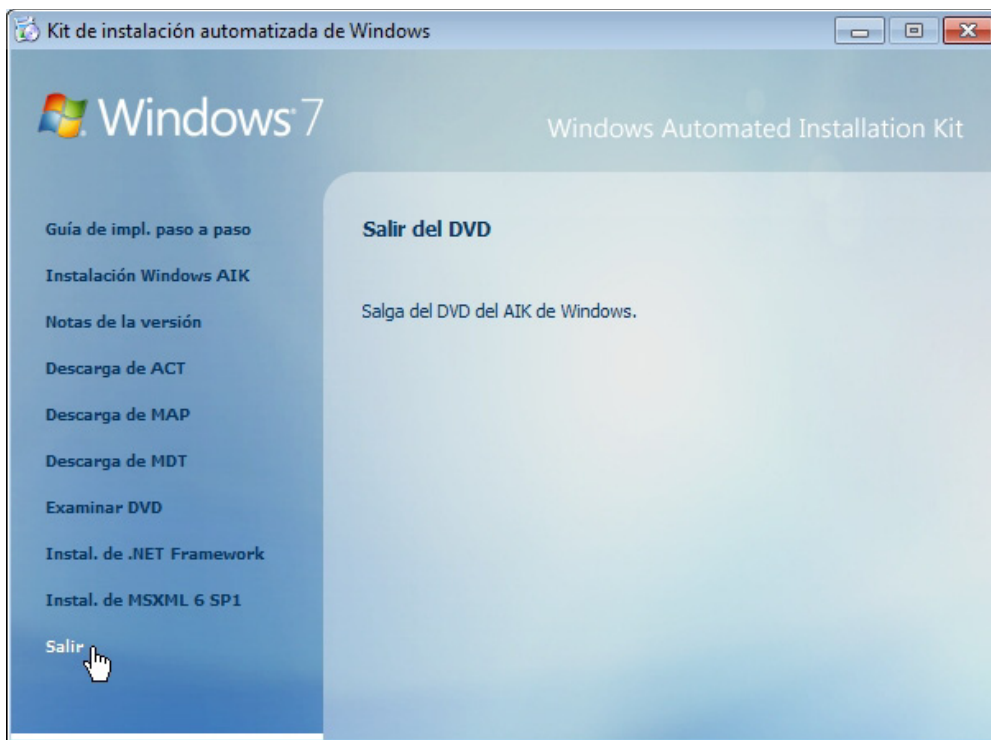 Kit de instalación automatizada de Windows
Windows 7
Windows Automated Installation Kit
Guía de impl. paso a paso
Instalación Windows AIK
Notas de la versión
Descarga de ACT
Descarga de MAP
Descarga de MDT
Examinar DVD
Instal. de .NET Framework
Instal. de MSXML 6 SP1
Salir
Salir del DVD
Salga del DVD del AIK de Windows.